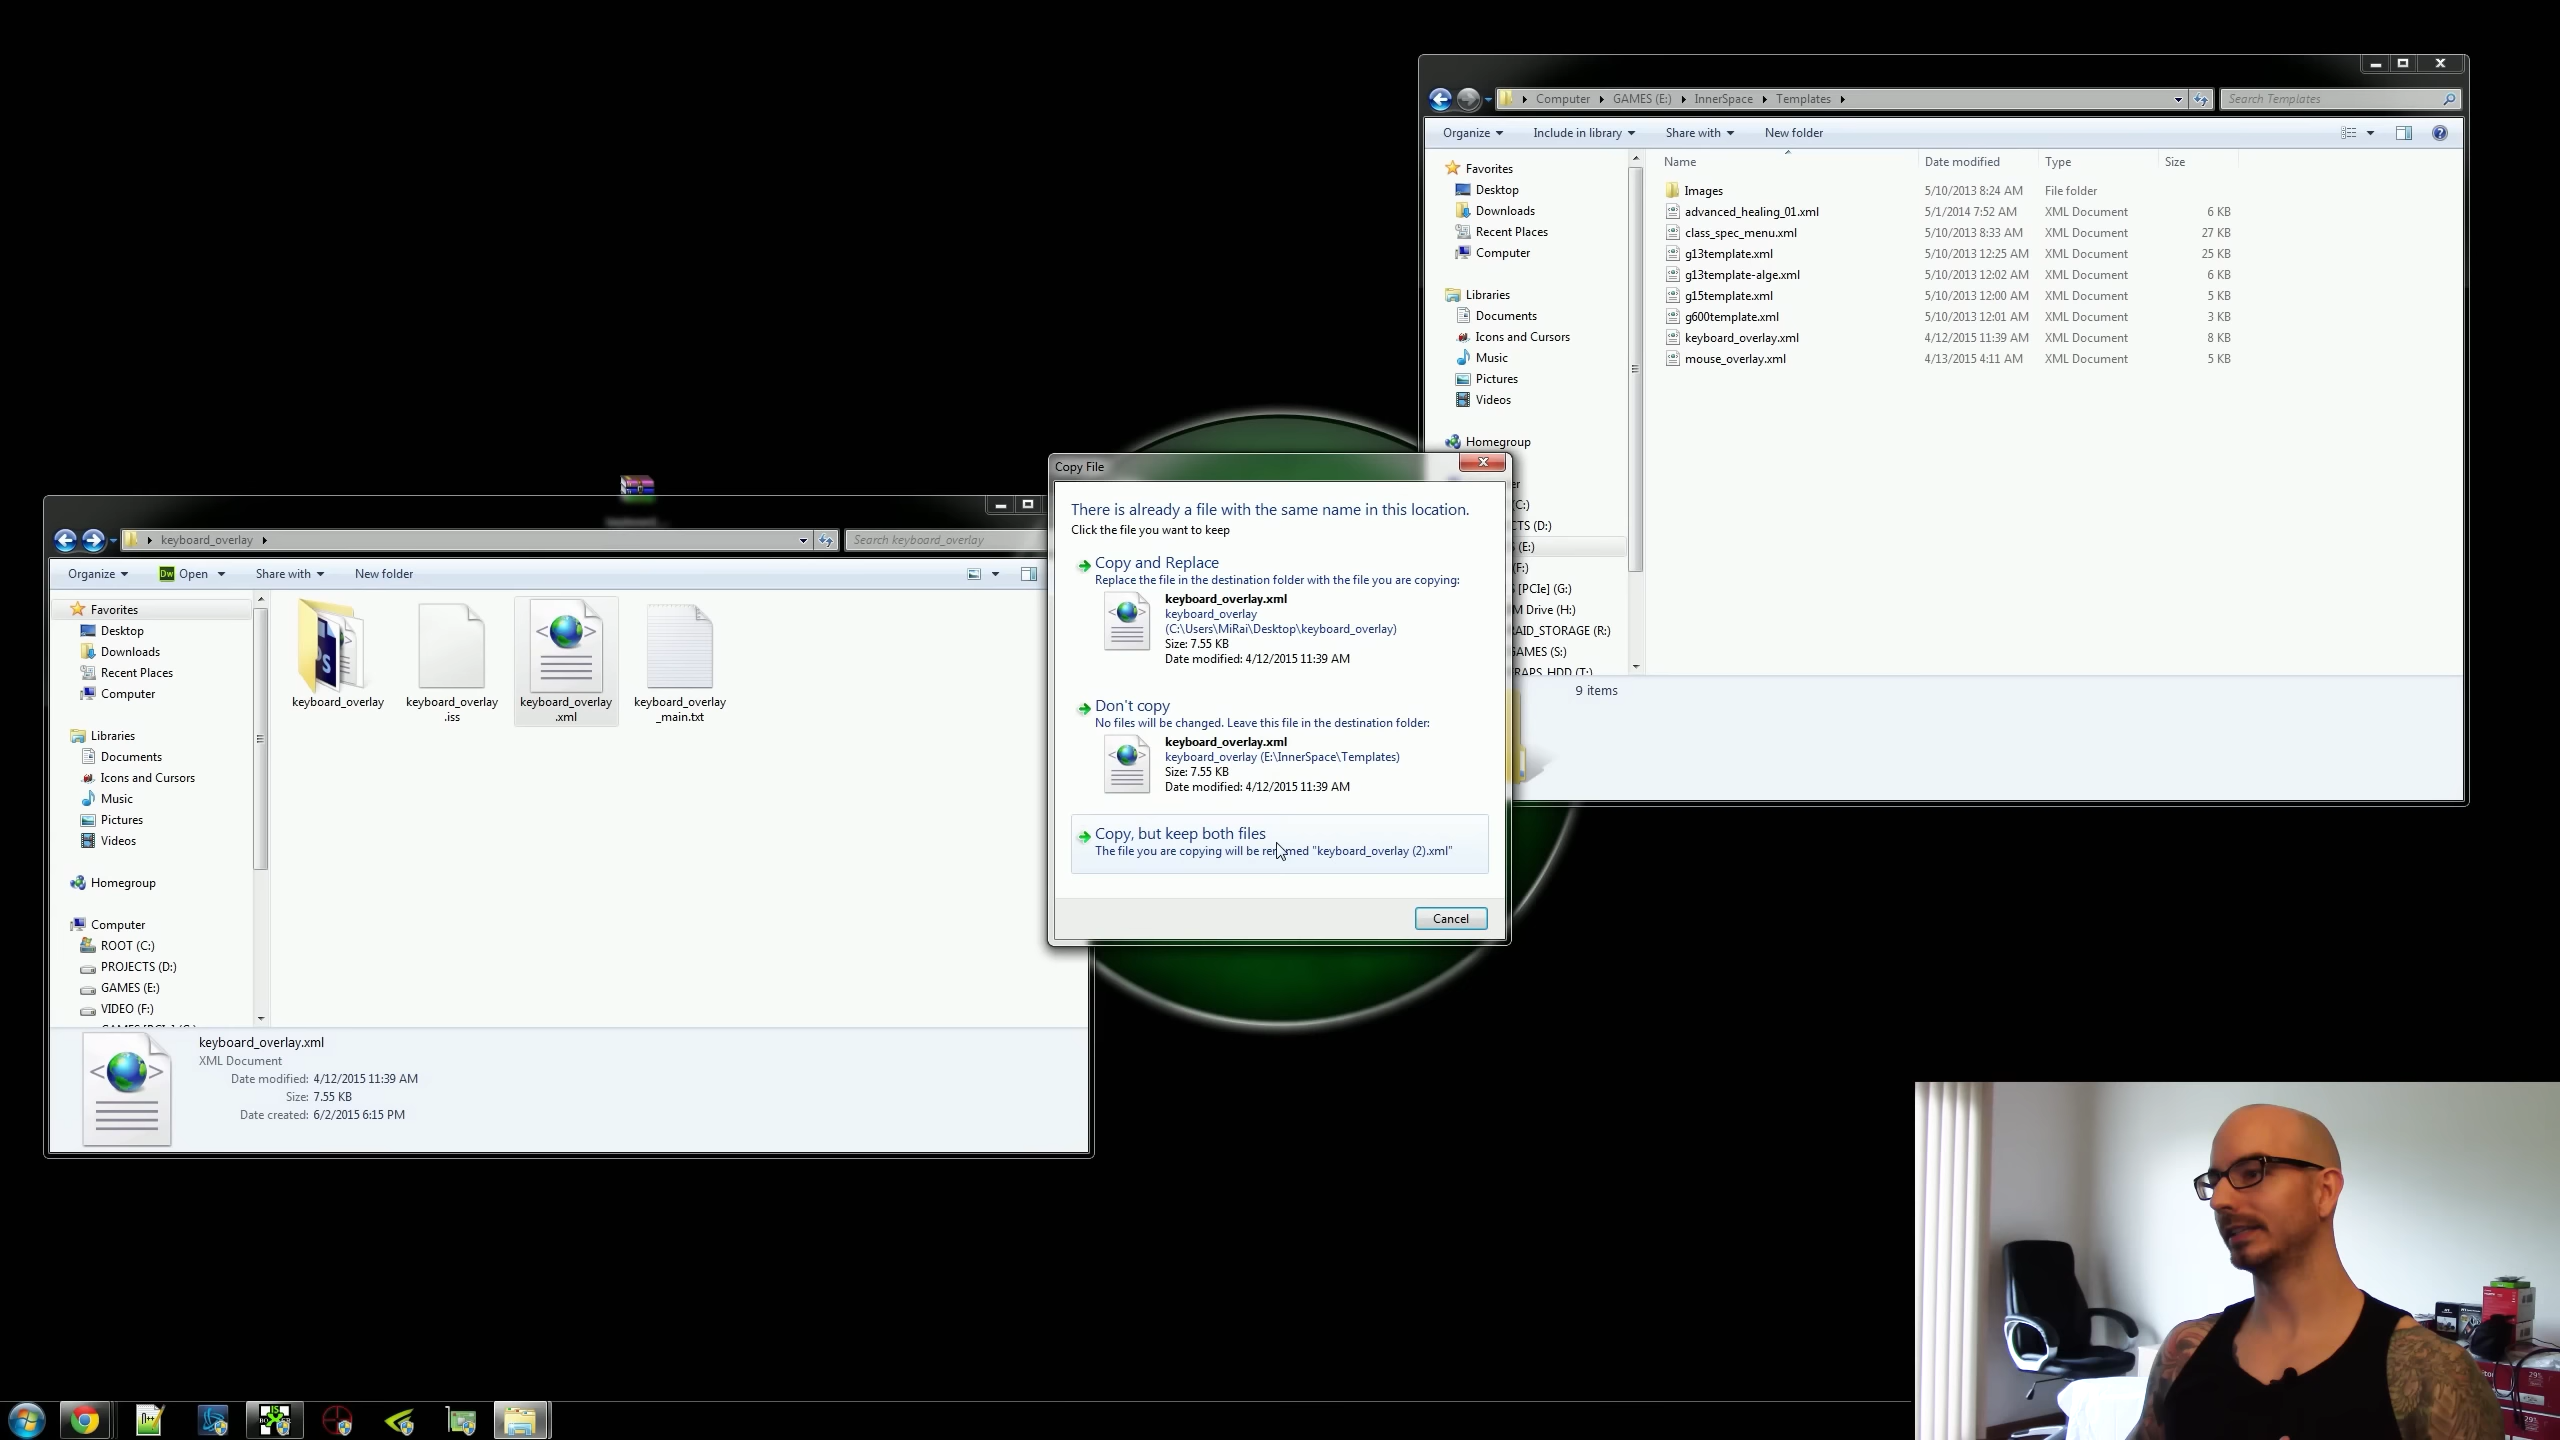 Computer GAMES (E:) InnerSpace Templates
Search Templates
Organize Include in library Share with New folder
Name Date modified Type Size
Favorites
Desktop
Downloads
Recent Places
Computer
Libraries
Documents
Icons and Cursors
Music
Pictures
Videos
Homegroup
(C:)
CTS (D:)
(E:)
(F:)
[PCIe] (G:)
M Drive (H:)
AID_STORAGE (R:)
GAMES (S:)
RAPS_HDD (T:)
Images 5/10/2013 8:24 AM File folder
advanced_healing_01.xml 5/1/2014 7:52 AM XML Document 6 KB
class_spec_menu.xml 5/10/2013 8:33 AM XML Document 27 KB
g13template.xml 5/10/2013 12:25 AM XML Document 25 KB
g13template-alge.xml 5/10/2013 12:02 AM XML Document 6 KB
g15template.xml 5/10/2013 12:00 AM XML Document 5 KB
g600template.xml 5/10/2013 12:01 AM XML Document 3 KB
keyboard_overlay.xml 4/12/2015 11:39 AM XML Document 8 KB
mouse_overlay.xml 4/13/2015 4:11 AM XML Document 5 KB
9 items
Copy File
There is already a file with the same name in this location.
Click the file you want to keep
Copy and Replace
Replace the file in the destination folder with the file you are copying:
keyboard_overlay.xml
keyboard_overlay
(C:\Users\MiRai\Desktop\keyboard_overlay)
Size: 7.55 KB
Date modified: 4/12/2015 11:39 AM
Don't copy
No files will be changed. Leave this file in the destination folder:
keyboard_overlay.xml
keyboard_overlay (E:\InnerSpace\Templates)
Size: 7.55 KB
Date modified: 4/12/2015 11:39 AM
Copy, but keep both files
The file you are copying will be renamed "keyboard_overlay (2).xml"
Cancel
keyboard_overlay
Search keyboard_overlay
Organize Dw Open Share with New folder
Favorites
Desktop
Downloads
Recent Places
Computer
Libraries
Documents
Icons and Cursors
Music
Pictures
Videos
Homegroup
Computer
ROOT (C:)
PROJECTS (D:)
GAMES (E:)
VIDEO (F:)
keyboard_overlay
keyboard_overlay
.iss
keyboard_overlay
.xml
keyboard_overlay
_main.txt
keyboard_overlay.xml
XML Document
Date modified: 4/12/2015 11:39 AM
Size: 7.55 KB
Date created: 6/2/2015 6:15 PM